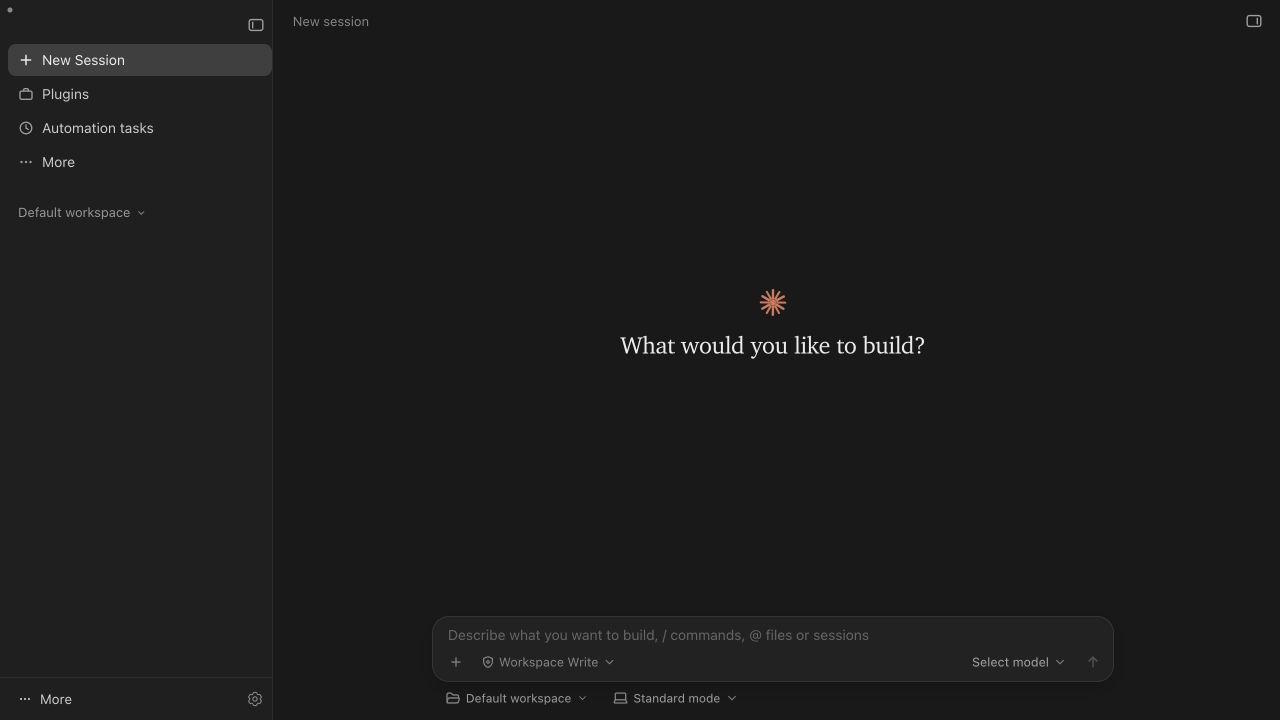 New session
New Session
Plugins
Automation tasks
More
Default workspace
What would you like to build?
Describe what you want to build, / commands, @ files or sessions
Workspace Write
Select model
Default workspace
Standard mode
More